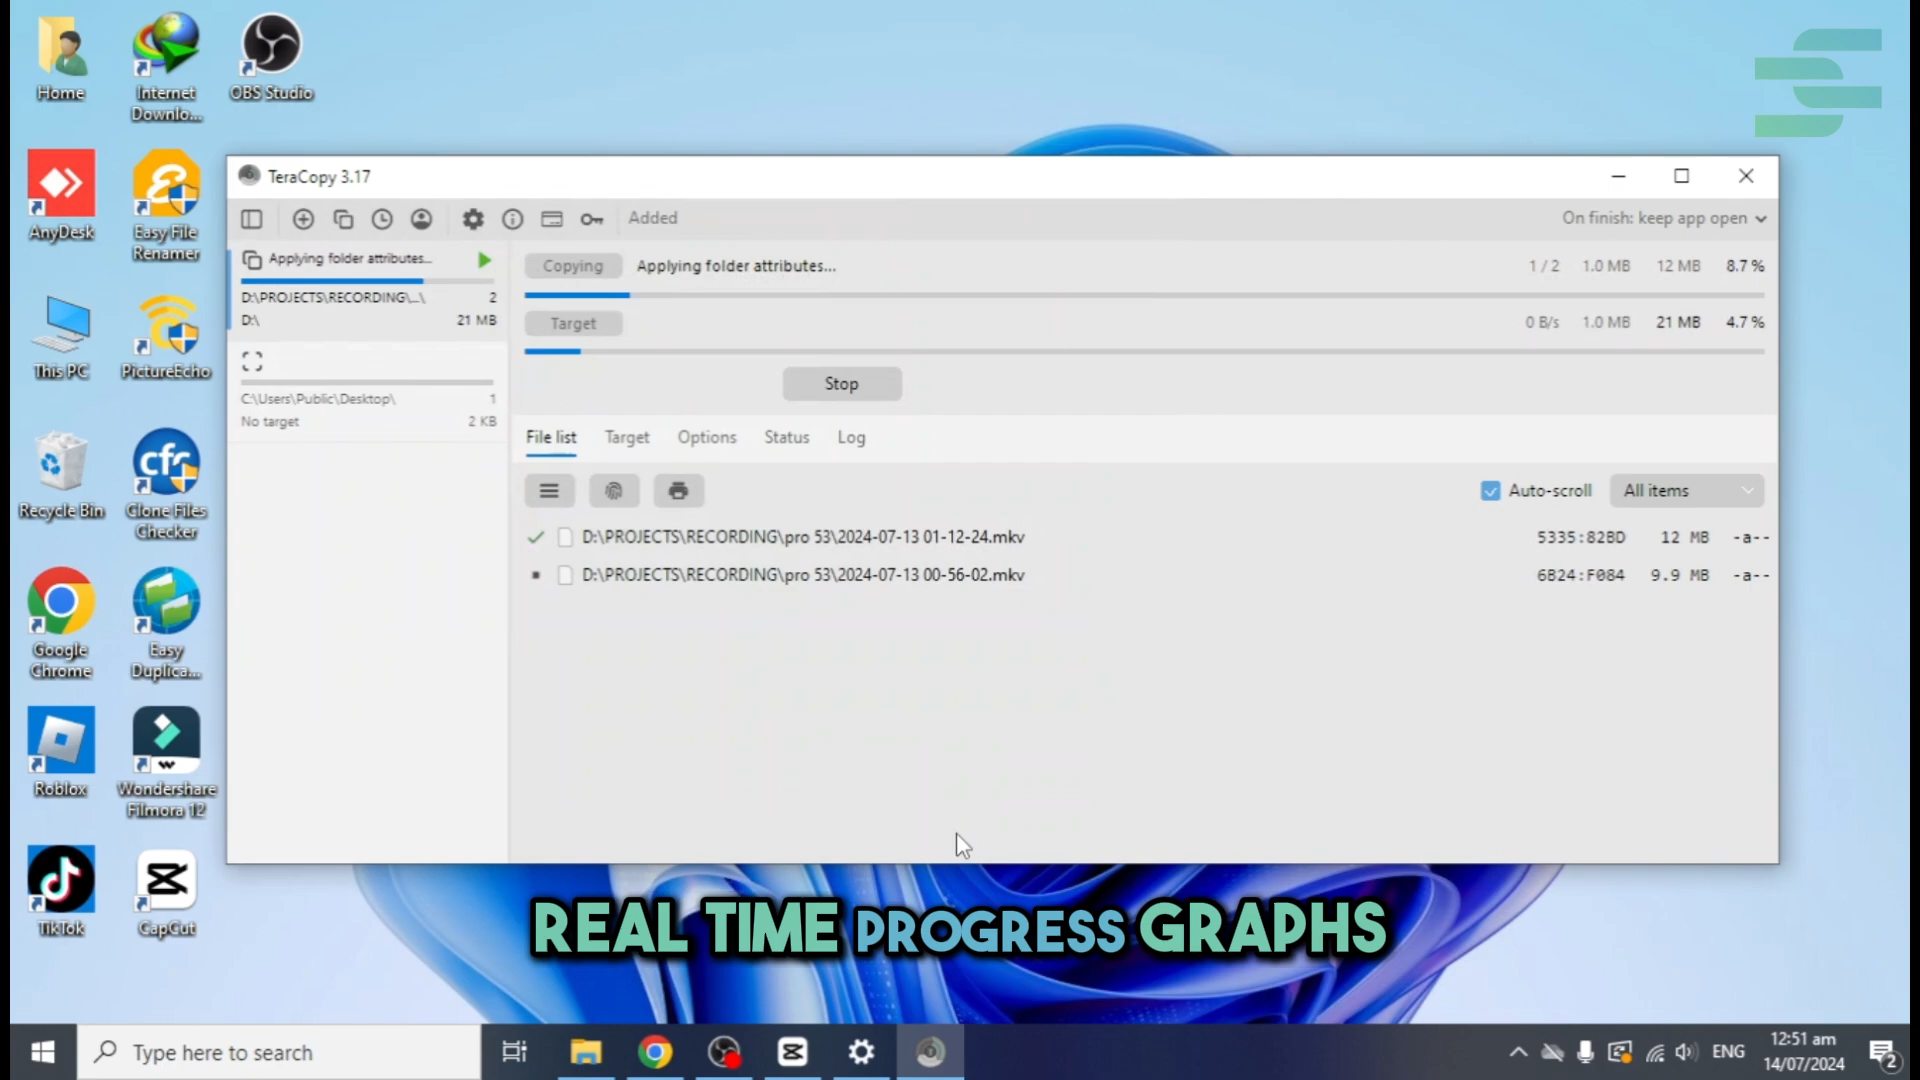 Home
Internet
Downlo...
OBS Studio
AnyDesk
Easy File
Renamer
This PC
PictureEcho
Recycle Bin
cfc
Clone Files
Checker
Google
Chrome
Easy
Duplica...
Roblox
Wondershare
Filmora 12
TikTok
CapCut
TeraCopy 3.17
Added
On finish: keep app open
Applying folder attributes...
D:\PROJECTS\RECORDING\...\ 2
D:\ 21 MB
C:\Users\Public\Desktop\ 1
No target 2 KB
Copying Applying folder attributes... 1 / 2 1.0 MB 12 MB 8.7 %
Target 0 B/s 1.0 MB 21 MB 4.7 %
Stop
File list Target Options Status Log
Auto-scroll All items
D:\PROJECTS\RECORDING\pro 53\2024-07-13 01-12-24.mkv 5335:82BD 12 MB -a--
D:\PROJECTS\RECORDING\pro 53\2024-07-13 00-56-02.mkv 6B24:F084 9.9 MB -a--
REAL TIME PROGRESS GRAPHS
Type here to search
ENG
12:51 am
14/07/2024
2